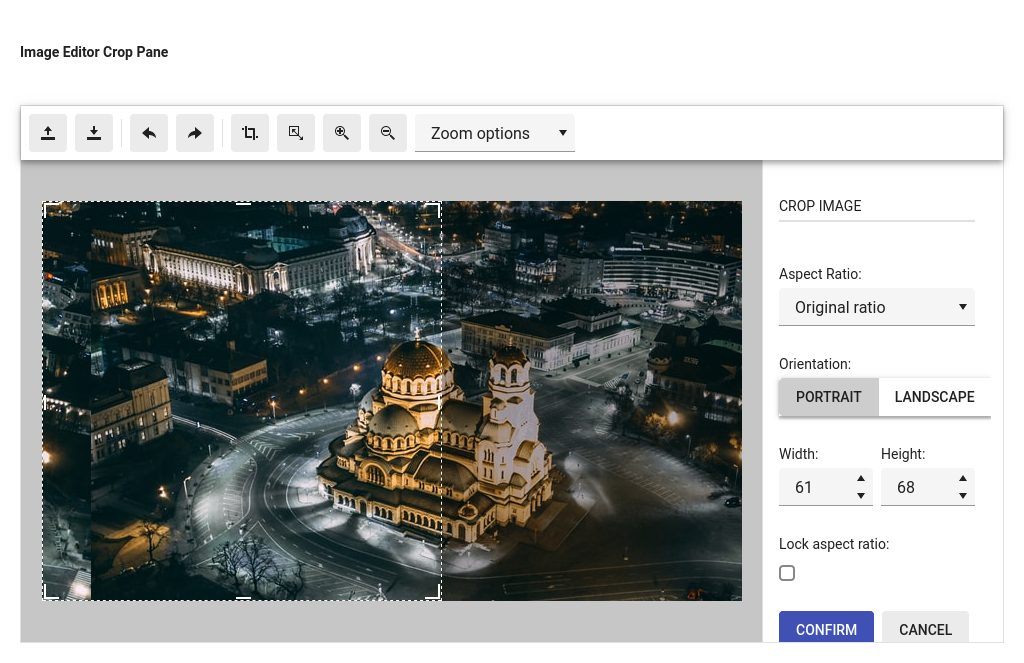 Image Editor Crop Pane
Zoom options
CROP IMAGE
Aspect Ratio:
Original ratio
Orientation:
PORTRAIT LANDSCAPE
Width: Height:
61 68
Lock aspect ratio:
CONFIRM CANCEL